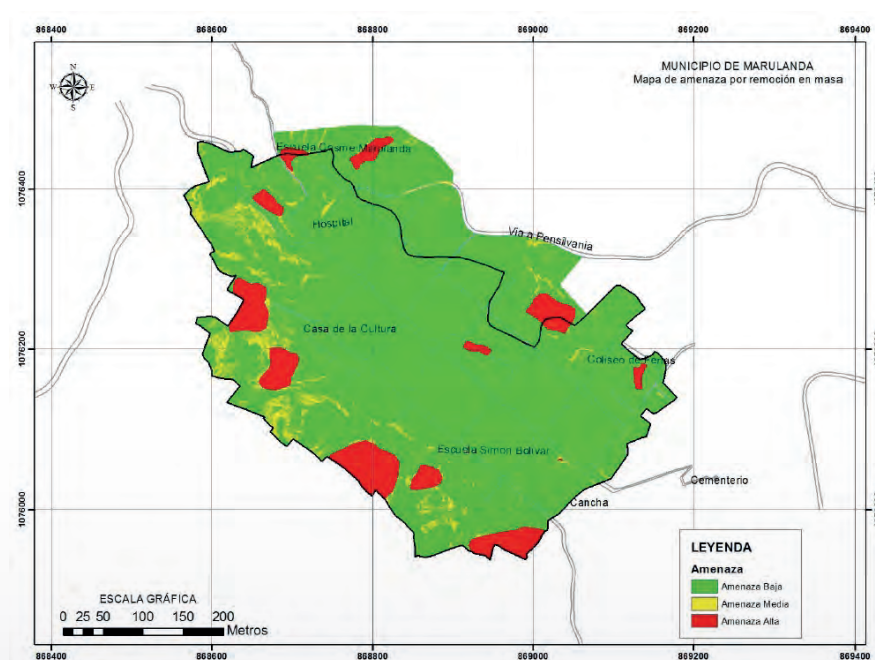 868400 868600 868800 869000 869200 869400
MUNICIPIO DE MARULANDA
Mapa de amenaza por remoción en masa
N
W E
S
Escuela Cosme Marulanda
1076400
Hospital
Vía a Pensilvania
Casa de la Cultura
1076200
Coliseo de Ferias
Escuela Simon Bolivar
Cementerio
1076000
Cancha
LEYENDA
Amenaza
Amenaza Baja
Amenaza Media
Amenaza Alta
ESCALA GRÁFICA
0 25 50 100 150 200
Metros
868400 868600 868800 869000 869200 869400